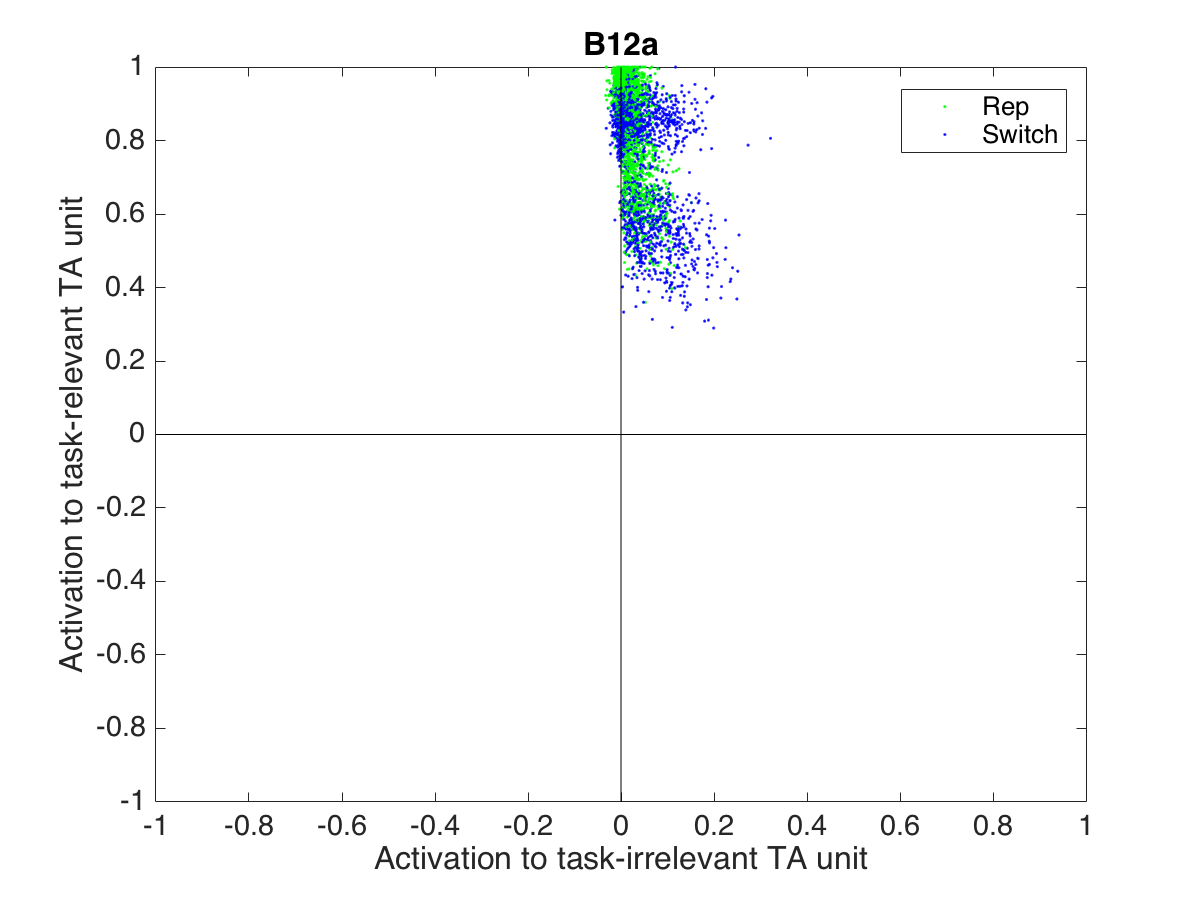 B12a
Rep
Switch
Activation to task-relevant TA unit
1
0.8
0.6
0.4
0.2
0
-0.2
-0.4
-0.6
-0.8
-1
-1 -0.8 -0.6 -0.4 -0.2 0 0.2 0.4 0.6 0.8 1
Activation to task-irrelevant TA unit